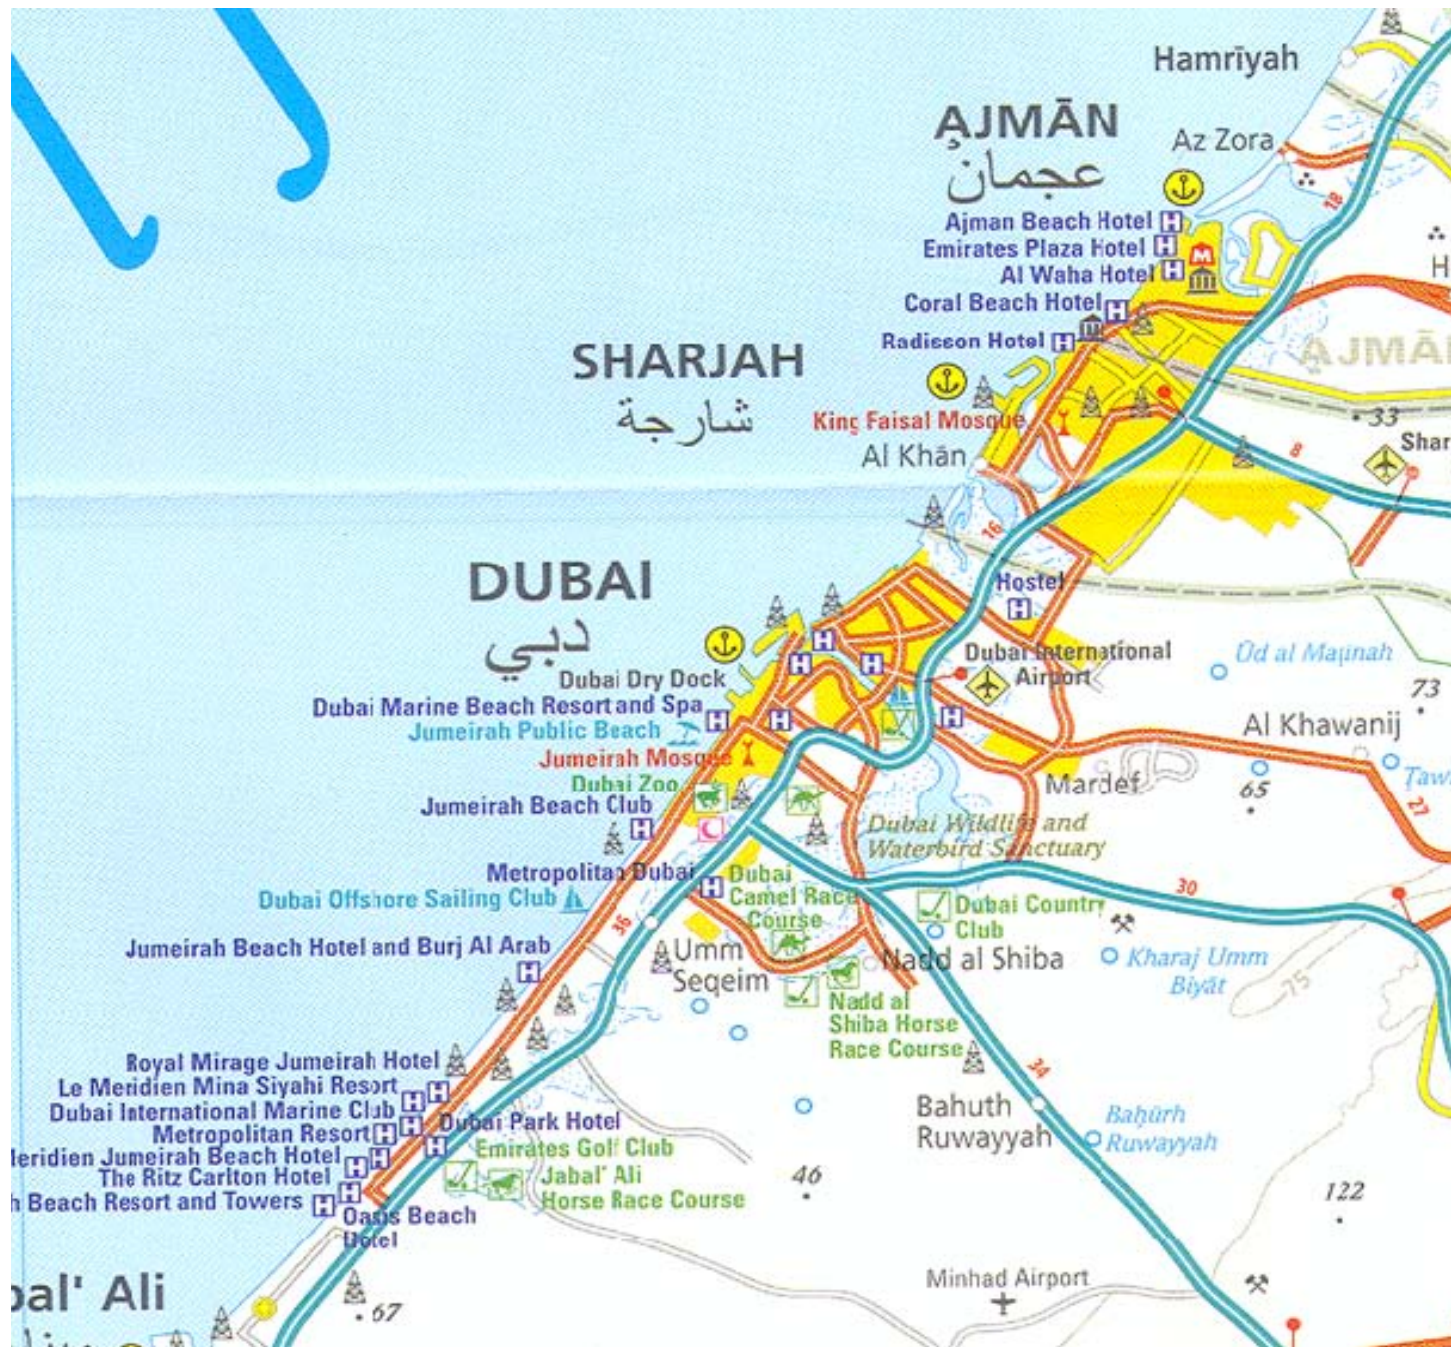 Hamrīyah
AJMĀN
عجمان
Az Zora
18
Ajman Beach Hotel
Emirates Plaza Hotel
Al Waha Hotel
Coral Beach Hotel
Radisson Hotel
M
H
AJMĀ
SHARJAH
شارجة
King Faisal Mosque
Al Khān
33
Shar
8
16
DUBAI
دبي
Hostel
Dubai International
Airport
Dubai Dry Dock
Dubai Marine Beach Resort and Spa
Jumeirah Public Beach
Jumeirah Mosque
Dubai Zoo
Jumeirah Beach Club
73
Al Khawanij
Mardef
65
27
Dubai Wildlife and
Waterbird Sanctuary
Metropolitan Dubai
Dubai Offshore Sailing Club
Dubai
Camel Race
Course
30
Dubai Country
Club
36
Jumeirah Beach Hotel and Burj Al Arab
Umm
Seqeim
Nadd al Shiba
Kharaj Umm
Biyāt
75
Nadd al
Shiba Horse
Race Course
34
Royal Mirage Jumeirah Hotel
Le Meridien Mina Siyahi Resort
Dubai International Marine Club
Metropolitan Resort
eridien Jumeirah Beach Hotel
The Ritz Carlton Hotel
h Beach Resort and Towers
Dubai Park Hotel
Emirates Golf Club
Jabal' Ali
Horse Race Course
Oasis Beach
Hotel
Bahuth
Ruwayyah
Ruwayyah
46
122
Minhad Airport
bal' Ali
67